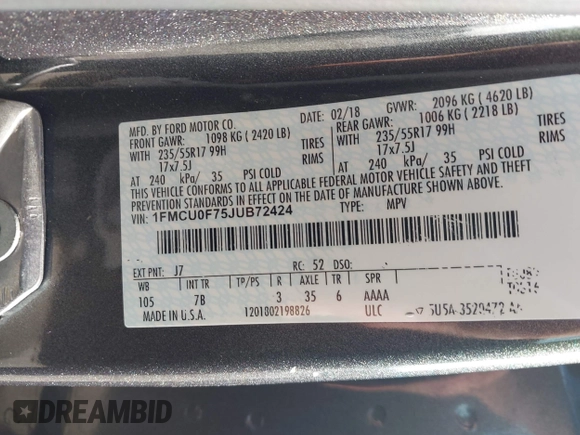 MFD. BY FORD MOTOR CO.
DATE: 02/18 GVWR: 2096 KG ( 4620 LB)
FRONT GAWR: 1098 KG ( 2420 LB) REAR GAWR: 1006 KG ( 2218 LB)
WITH 235/55R17 99H TIRES WITH 235/55R17 99H TIRES
17x7.5J RIMS 17x7.5J RIMS
AT 240 kPa/ 35 PSI COLD AT 240 kPa/ 35 PSI COLD
THIS VEHICLE CONFORMS TO ALL APPLICABLE FEDERAL MOTOR VEHICLE SAFETY AND THEFT
PREVENTION STANDARDS IN EFFECT ON THE DATE OF MANUFACTURE SHOWN ABOVE.
VIN: 1FMCU0F75JUB72424 TYPE: MPV
EXT PNT: J7 RC: 52 DSO:
WB INT TR TP/PS R AXLE TR SPR
105 7B 3 35 6 AAAA
MADE IN U.S.A. 1201802198826 ULC
DREAMBID